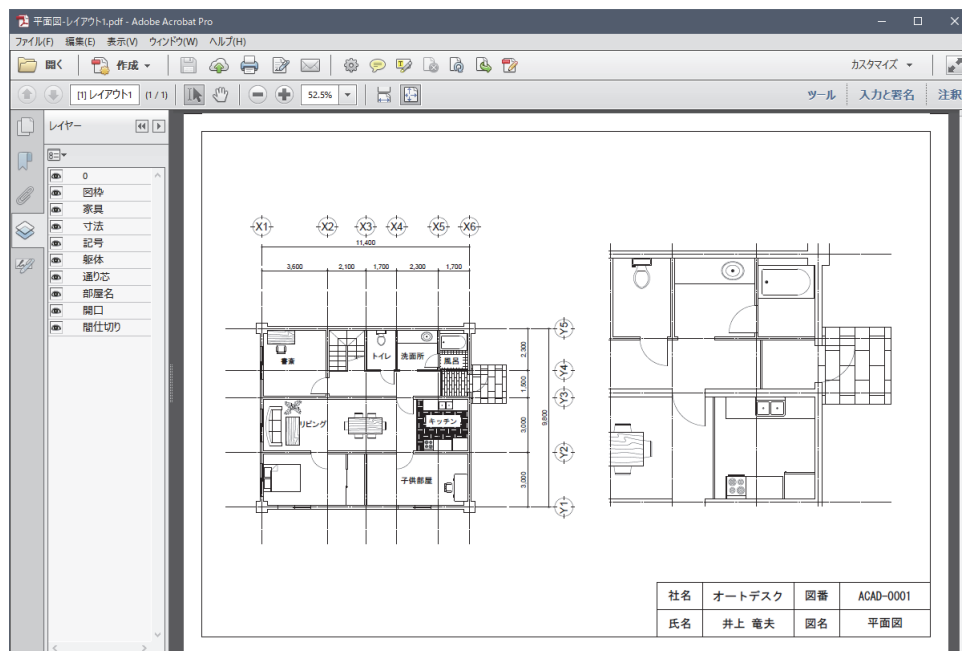 平面図-レイアウト1.pdf - Adobe Acrobat Pro
ファイル(F) 編集(E) 表示(V) ウィンドウ(W) ヘルプ(H)
開く 作成 カスタマイズ
[1] レイアウト1 (1 / 1) 52.5% ツール 入力と署名 注釈
レイヤー
0
図枠
家具
寸法
記号
躯体
通り芯
部屋名
開口
間仕切り
X1 X2 X3 X4 X5 X6
11,400
3,600 2,100 1,700 2,300 1,700
Y5
Y4
Y3
Y2
Y1
2,300
1,500
3,000
3,000
9,800
書斎
トイレ
洗面所
風呂
リビング
キッチン
子供部屋
社名 オートデスク 図番 ACAD-0001
氏名 井上 竜夫 図名 平面図